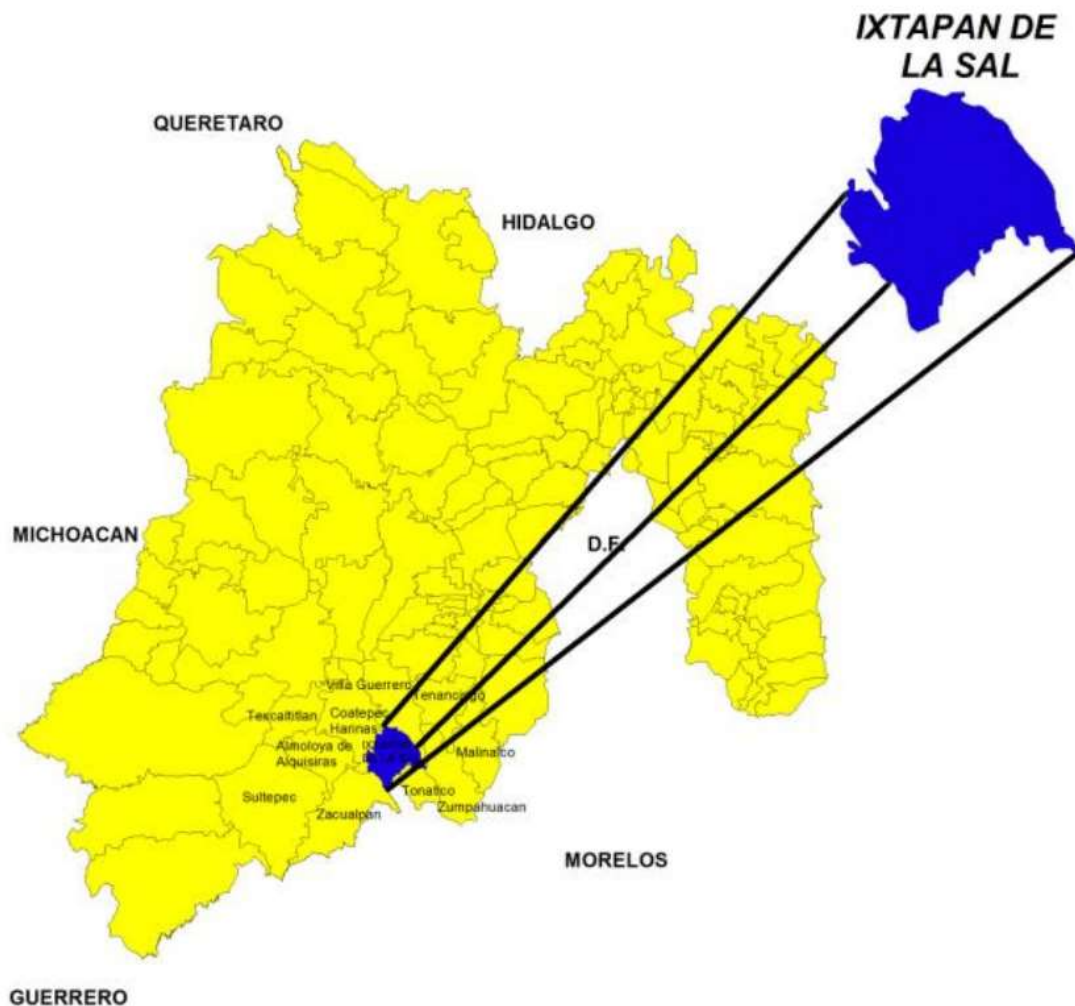 IXTAPAN DE
LA SAL
QUERETARO
HIDALGO
MICHOACAN
D.F.
Villa Guerrero
Tenancingo
Texcaltitlan
Coatepec
Harinas
Almoloya de
Alquisiras
Malinalco
Sultepec
Tonatico
Zacualpan
Zumpahuacan
MORELOS
GUERRERO